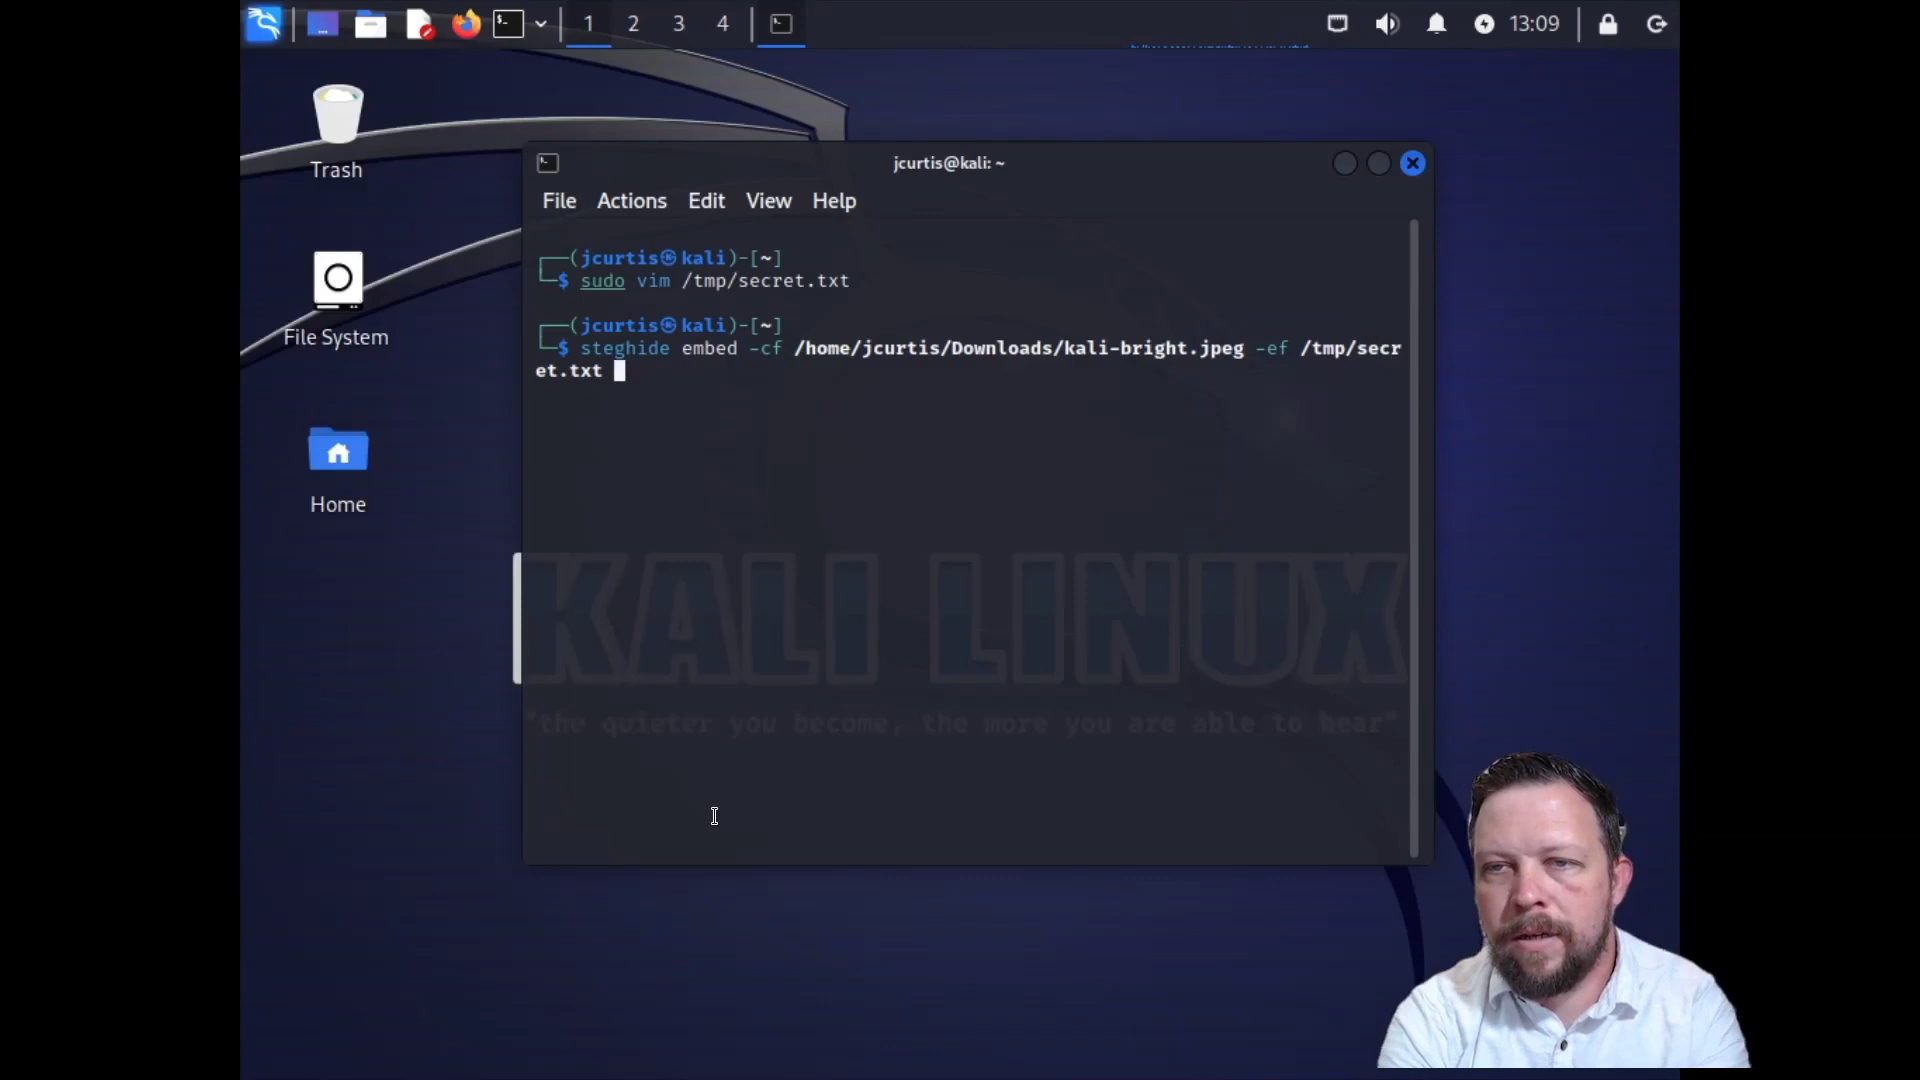 1 2 3 4
13:09
Trash
File System
Home
jcurtis@kali: ~
File Actions Edit View Help
┌──(jcurtis㉿kali)-[~]
└─$ sudo vim /tmp/secret.txt
┌──(jcurtis㉿kali)-[~]
└─$ steghide embed -cf /home/jcurtis/Downloads/kali-bright.jpeg -ef /tmp/secr
et.txt
KALI LINUX
"the quieter you become, the more you are able to hear"